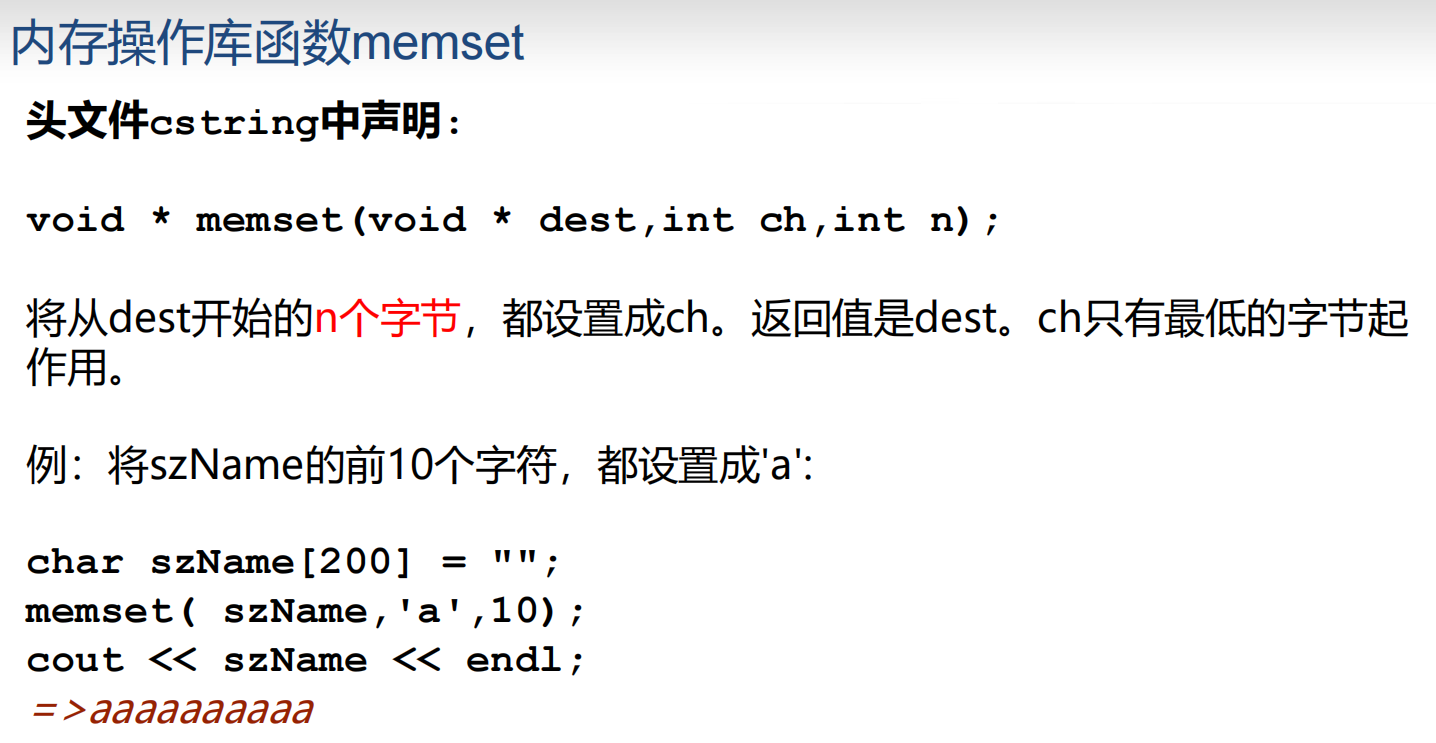 内存操作库函数memset
头文件cstring中声明:
void * memset(void * dest,int ch,int n);
将从dest开始的n个字节，都设置成ch。返回值是dest。ch只有最低的字节起
作用。
例：将szName的前10个字符，都设置成'a':
char szName[200] = "";
memset( szName,'a',10);
cout << szName << endl;
=>aaaaaaaaaa